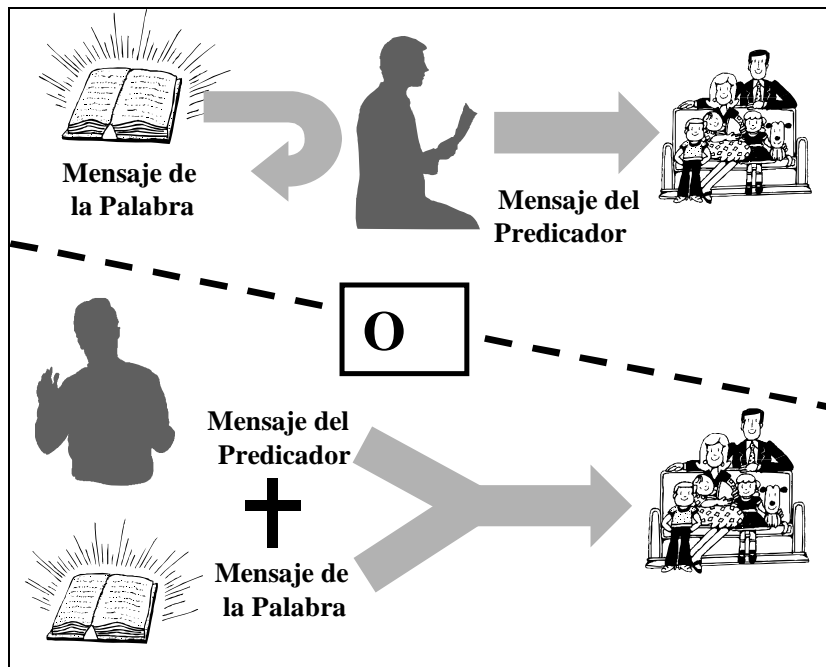 Mensaje de
la Palabra
Mensaje del
Predicador
O
Mensaje del
Predicador
Mensaje de
la Palabra